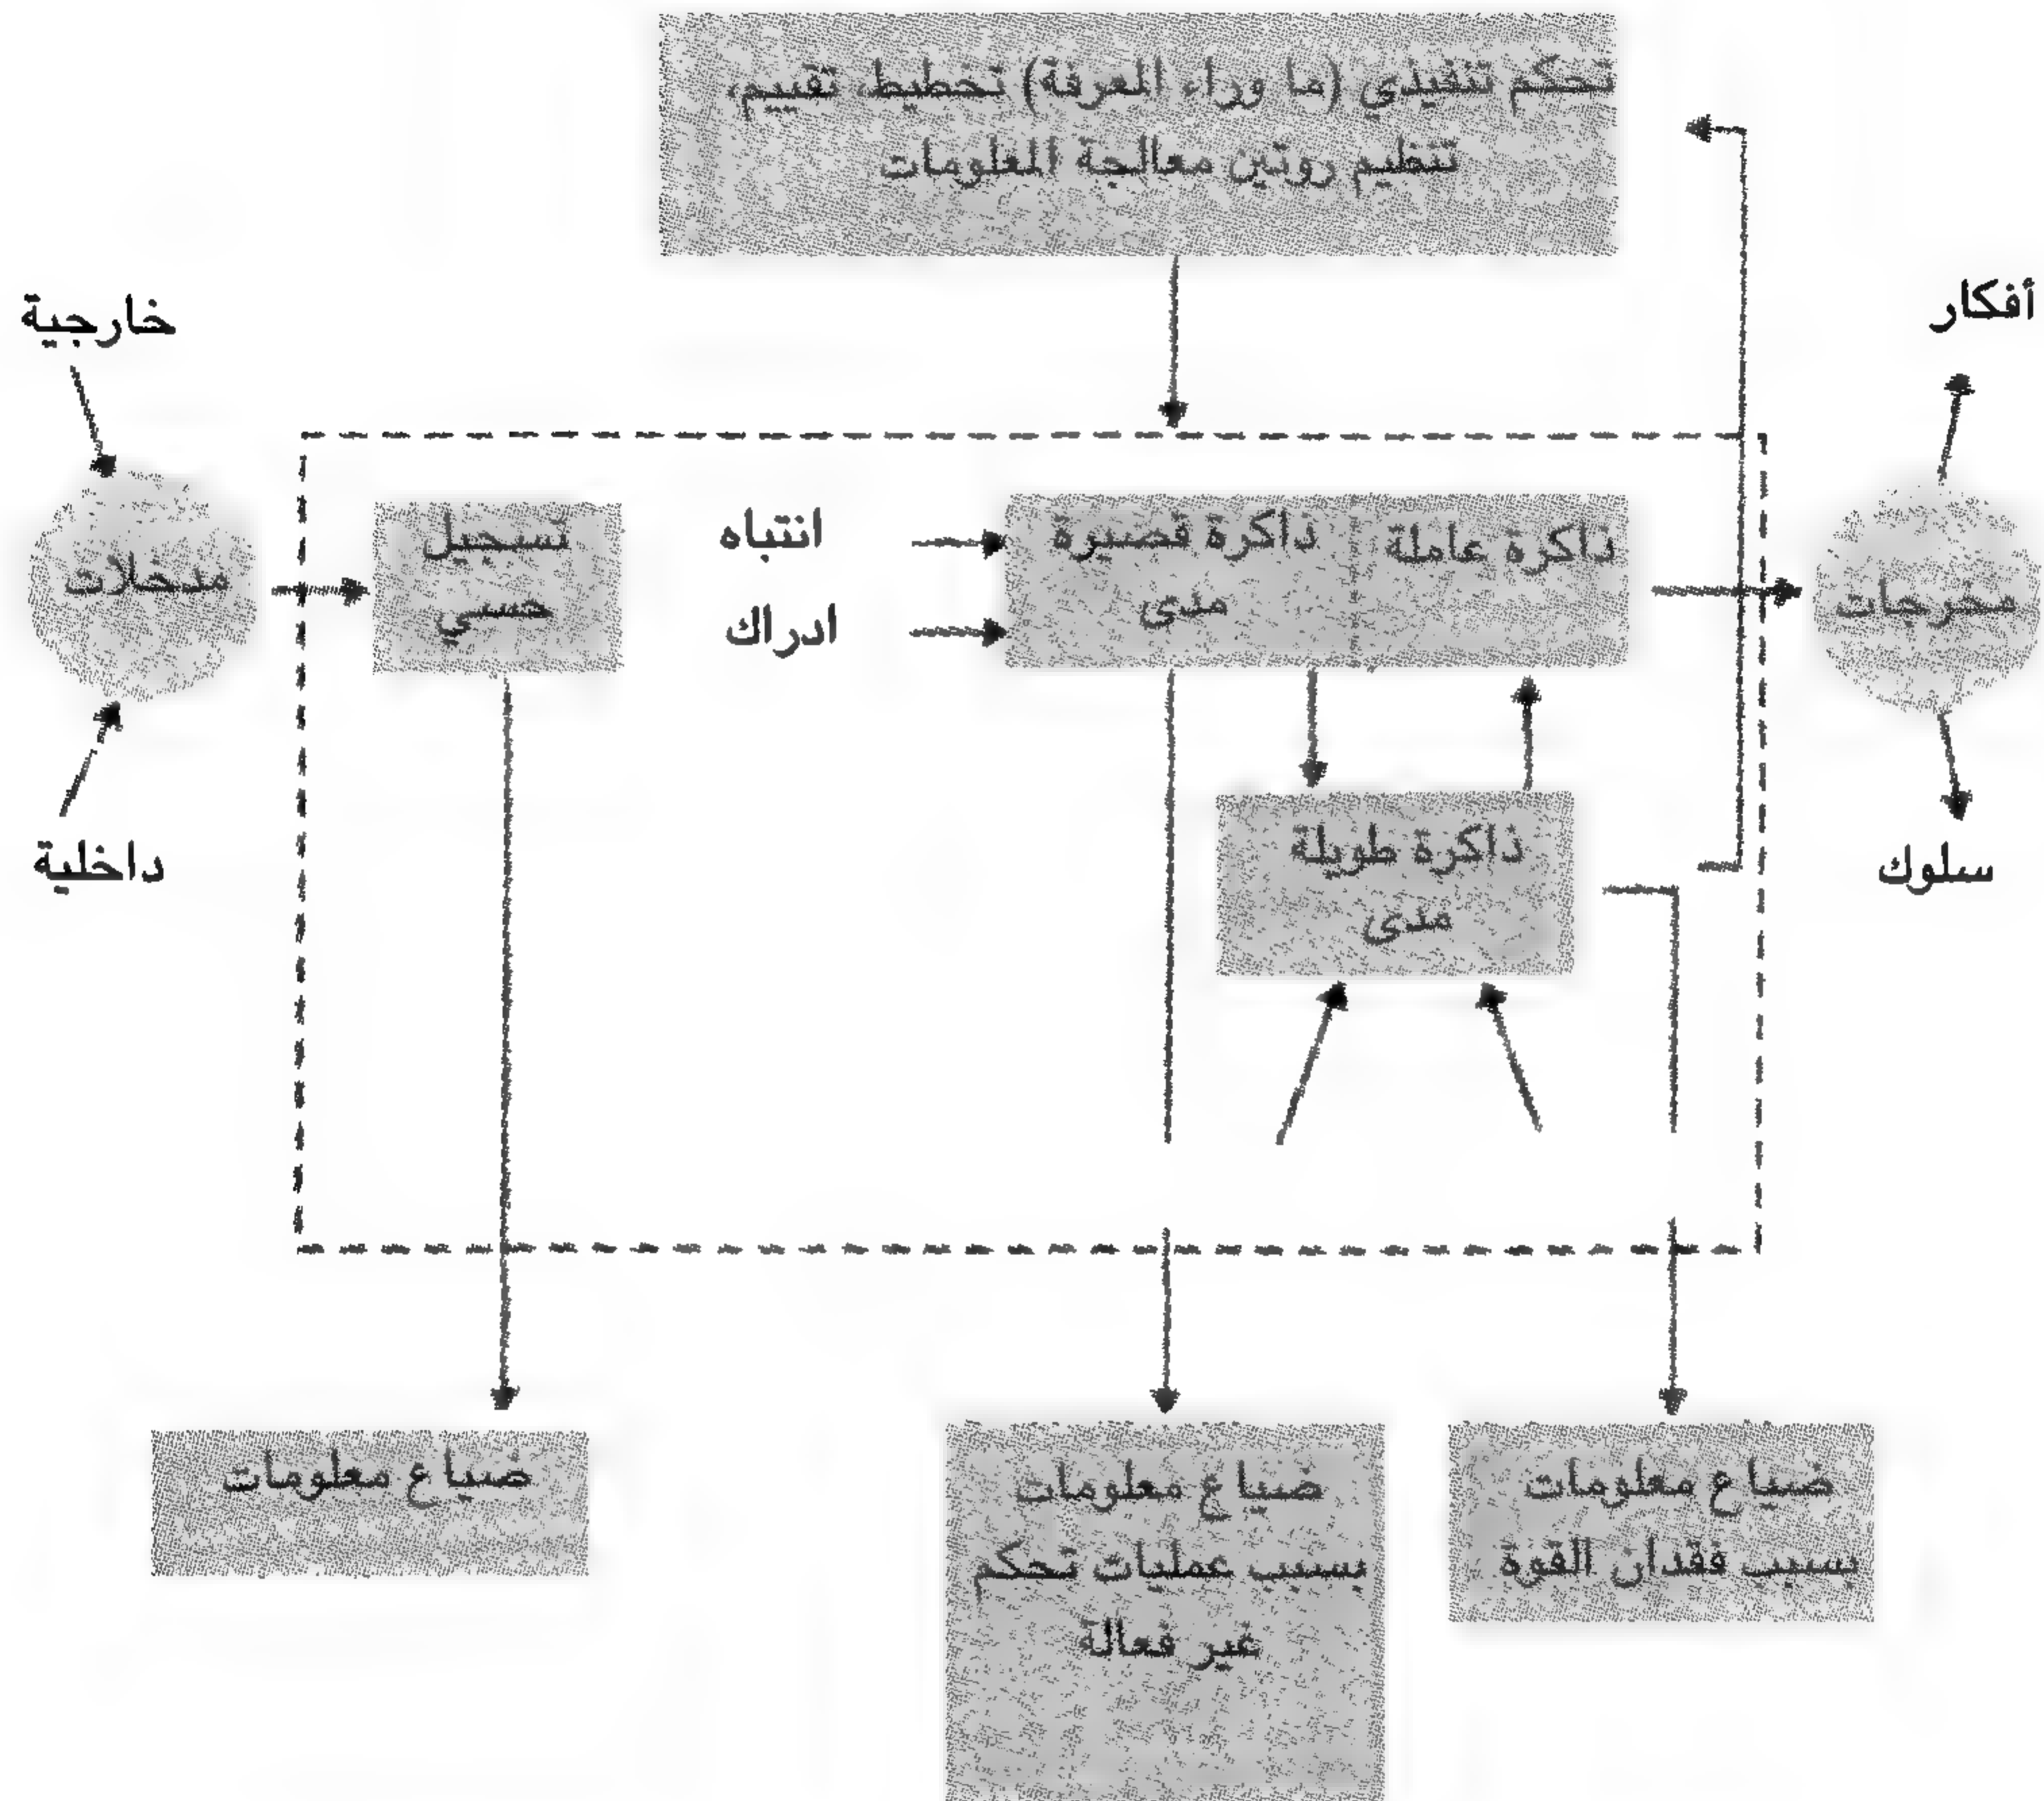 تحكم تنفيذي (ما وراء المعرفة) تخطيط، تقييم،
تنظيم روتين معالجة المعلومات
خارجية
أفكار
مدخلات
تسجيل
حسي
انتباه
ادراك
ذاكرة قصيرة
مدى
ذاكرة عاملة
مخرجات
داخلية
ذاكرة طويلة
مدى
سلوك
ضياع معلومات
ضياع معلومات
بسبب عمليات تحكم
غير فعالة
ضياع معلومات
بسبب فقدان القوة